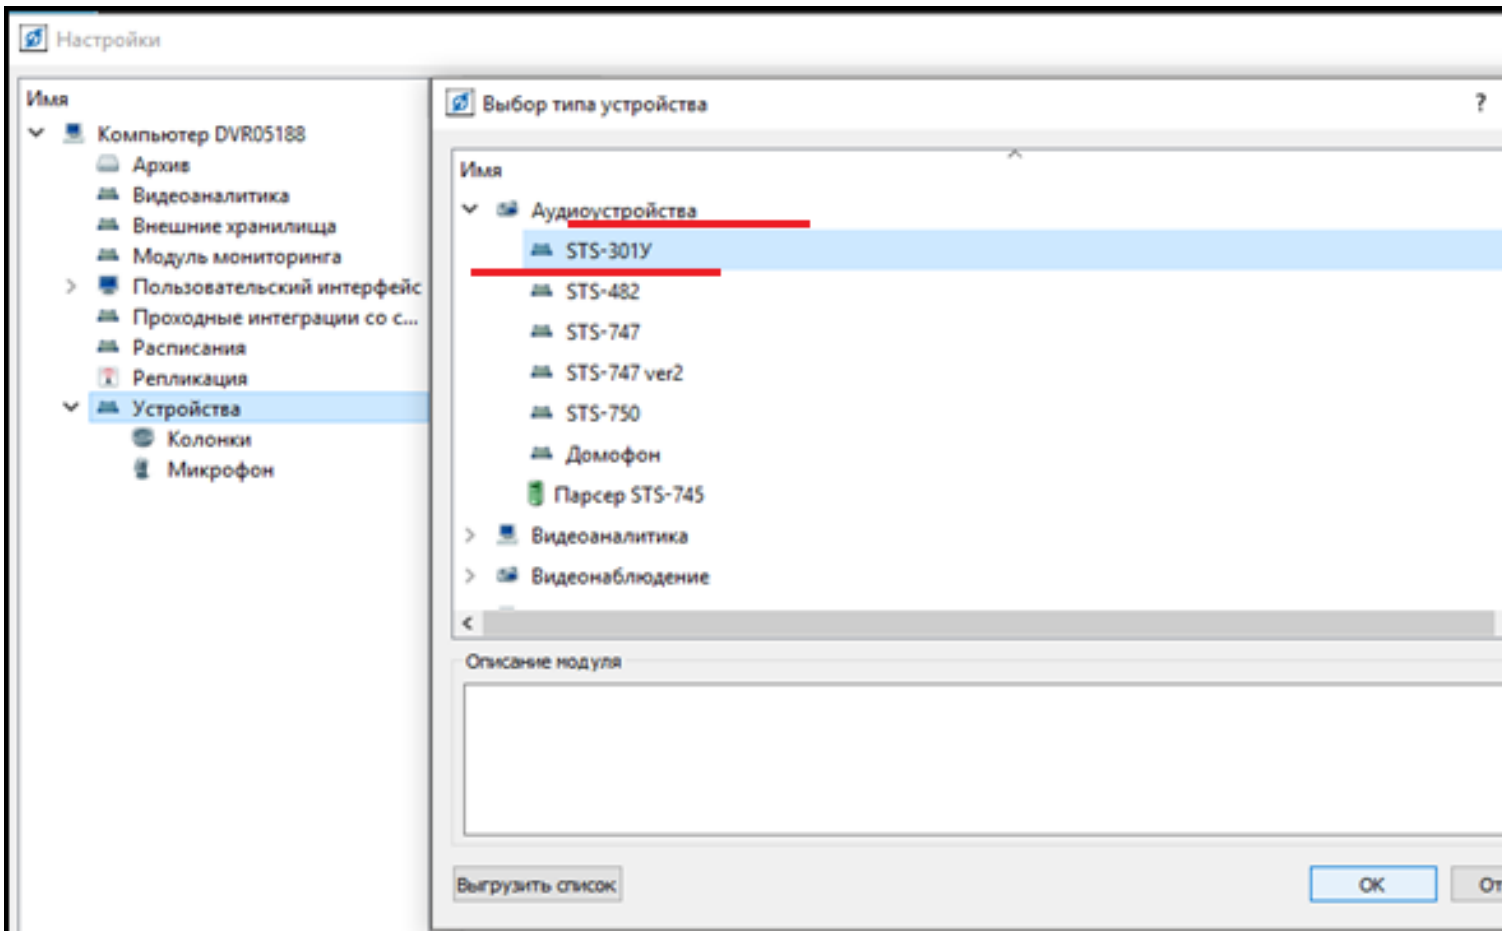 Настройки
Имя
Компьютер DVR05188
Архив
Видеоаналитика
Внешние хранилища
Модуль мониторинга
Пользовательский интерфейс
Проходные интеграции со с...
Расписания
Репликация
Устройства
Колонки
Микрофон
Выбор типа устройства
?
Имя
Аудиоустройства
STS-301У
STS-482
STS-747
STS-747 ver2
STS-750
Домофон
Парсер STS-745
Видеоаналитика
Видеонаблюдение
Описание модуля
Выгрузить список
OK